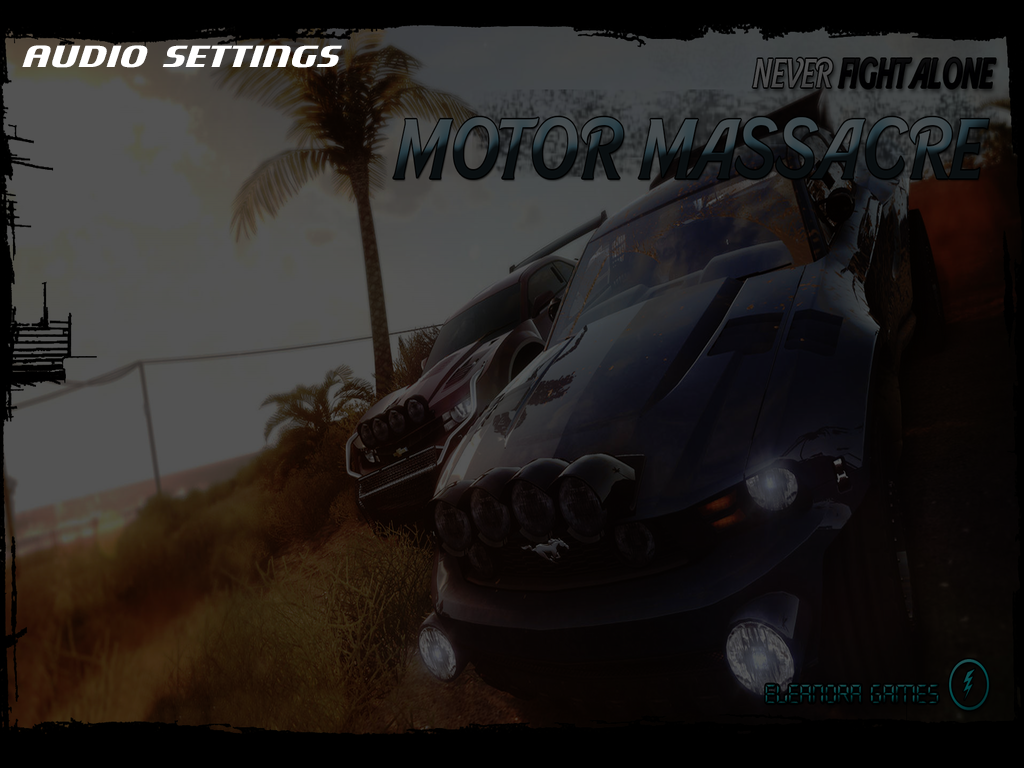 AUDIO SETTINGS
NEVER FIGHT ALONE
MOTOR MASSACRE
ELEANORA GAMES